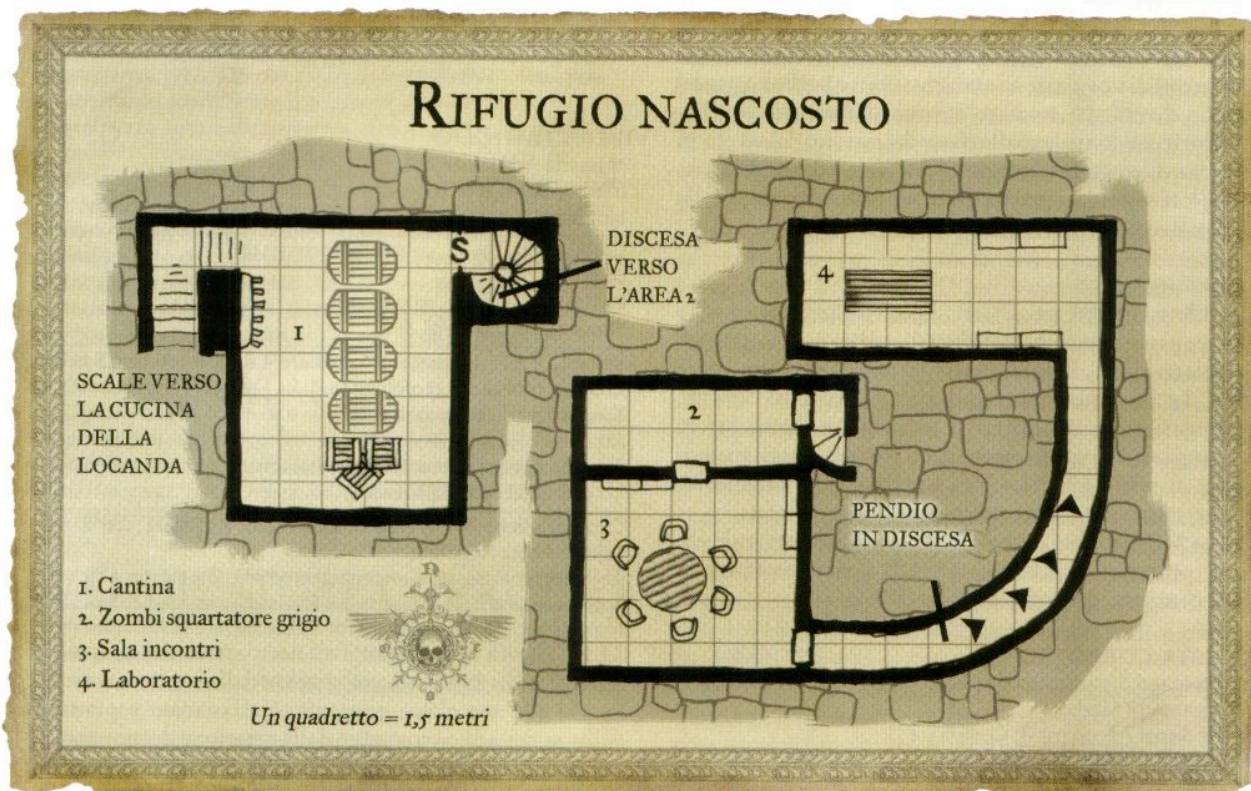 RIFUGIO NASCOSTO
S
DISCESA
VERSO
L'AREA 2
4
1
SCALE VERSO
LA CUCINA
DELLA
LOCANDA
2
3
PENDIO
IN DISCESA
1. Cantina
2. Zombi squartatore grigio
3. Sala incontri
4. Laboratorio
Un quadretto = 1,5 metri